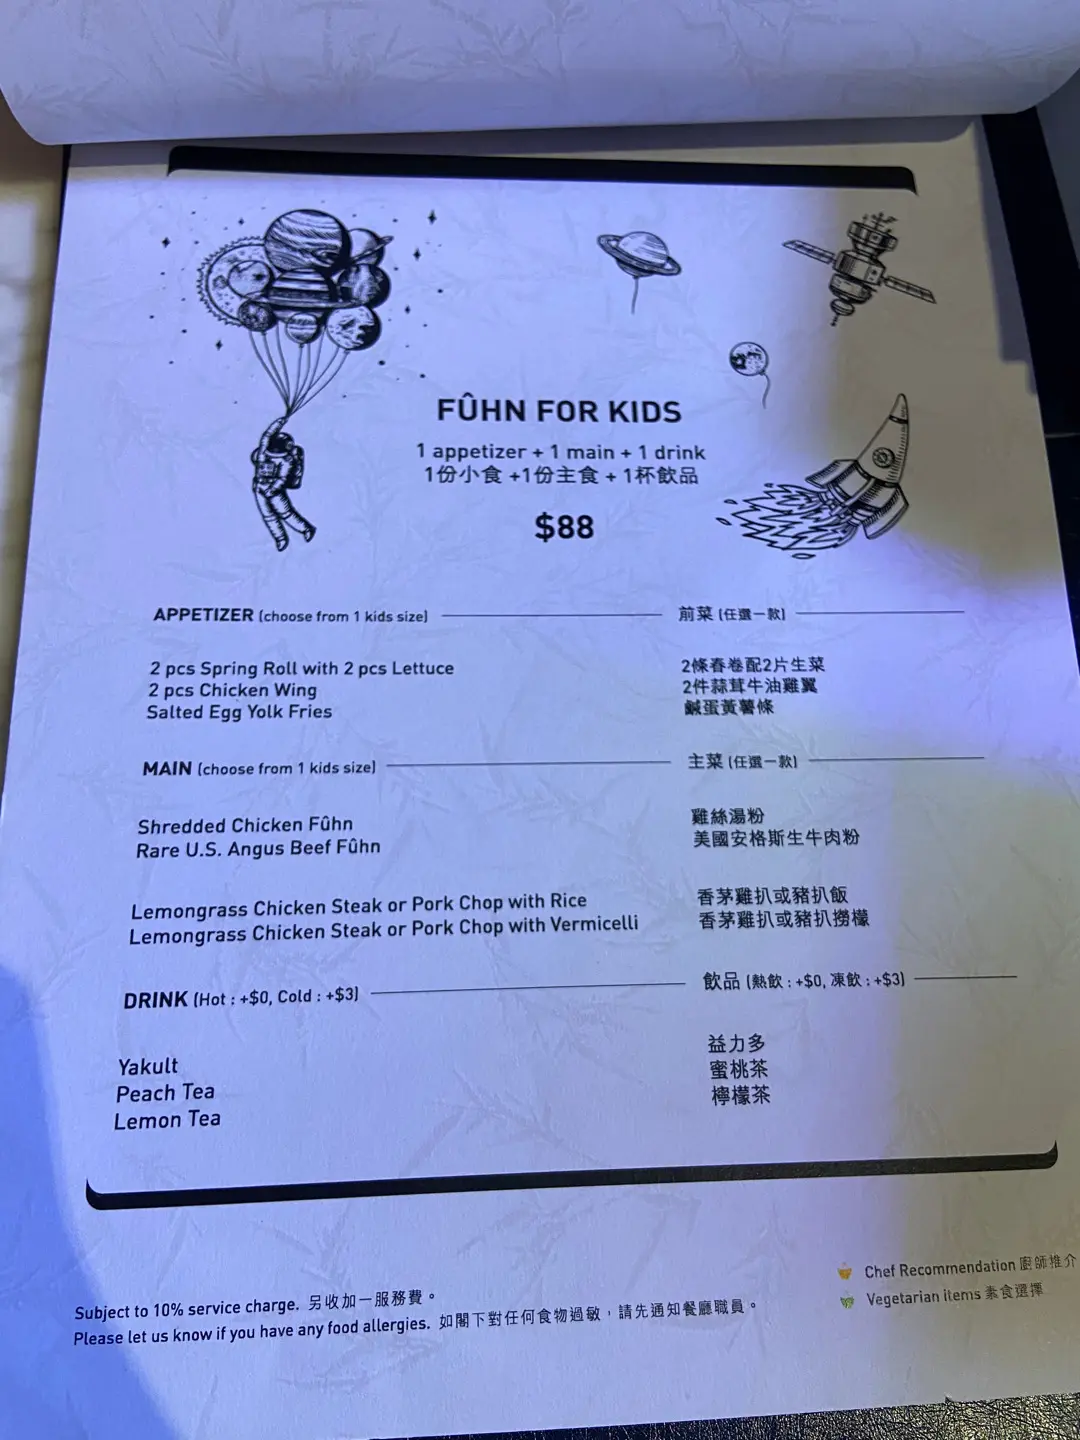 FÛHN FOR KIDS
1 appetizer + 1 main + 1 drink
1份小食 +1份主食 + 1杯飲品
$88
APPETIZER (choose from 1 kids size) 前菜 (任選一款)
2 pcs Spring Roll with 2 pcs Lettuce 2條春卷配2片生菜
2 pcs Chicken Wing 2件蒜茸牛油雞翼
Salted Egg Yolk Fries 鹹蛋黃薯條
MAIN (choose from 1 kids size) 主菜 (任選一款)
Shredded Chicken Fûhn 雞絲湯粉
Rare U.S. Angus Beef Fûhn 美國安格斯生牛肉粉
Lemongrass Chicken Steak or Pork Chop with Rice 香茅雞扒或豬扒飯
Lemongrass Chicken Steak or Pork Chop with Vermicelli 香茅雞扒或豬扒撈檬
DRINK (Hot : +$0, Cold : +$3) 飲品 (熱飲 : +$0, 凍飲 : +$3)
Yakult 益力多
Peach Tea 蜜桃茶
Lemon Tea 檸檬茶
Chef Recommendation 廚師推介
Vegetarian items 素食選擇
Subject to 10% service charge. 另收加一服務費。
Please let us know if you have any food allergies. 如閣下對任何食物過敏，請先通知餐廳職員。